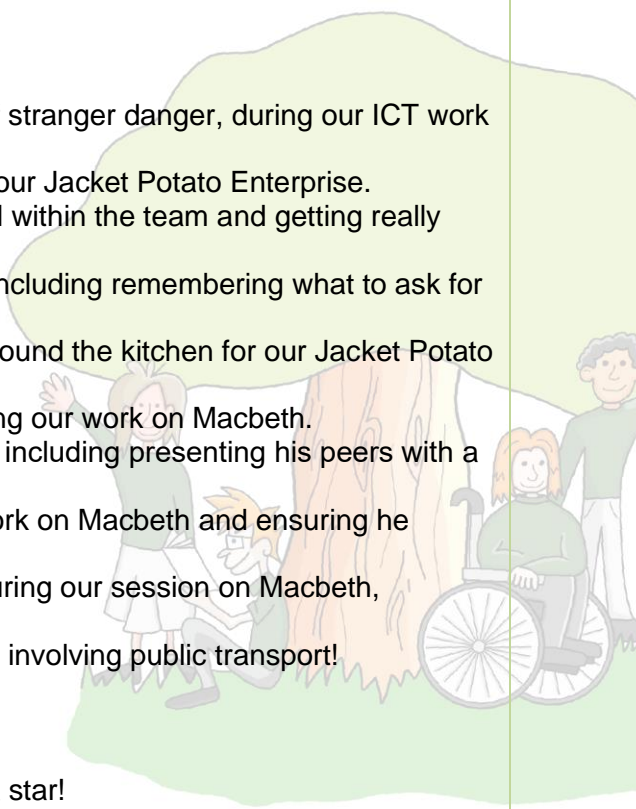 stranger danger, during our ICT work
our Jacket Potato Enterprise.
within the team and getting really
ncluding remembering what to ask for
ound the kitchen for our Jacket Potato
ng our work on Macbeth.
including presenting his peers with a
ork on Macbeth and ensuring he
uring our session on Macbeth,
involving public transport!
star!